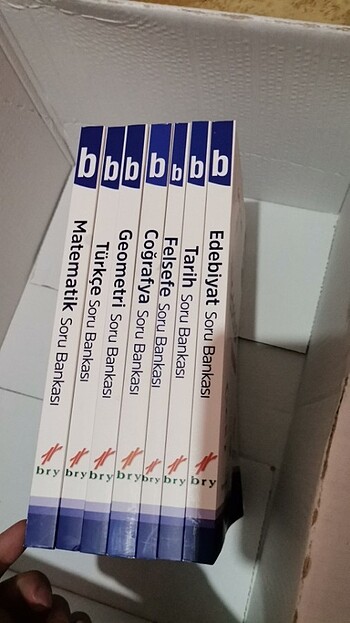 b
Matematik Soru Bankası
bry
b
Türkçe Soru Bankası
bry
b
Geometri Soru Bankası
bry
b
Coğrafya Soru Bankası
bry
b
Felsefe Soru Bankası
bry
b
Tarih Soru Bankası
bry
b
Edebiyat Soru Bankası